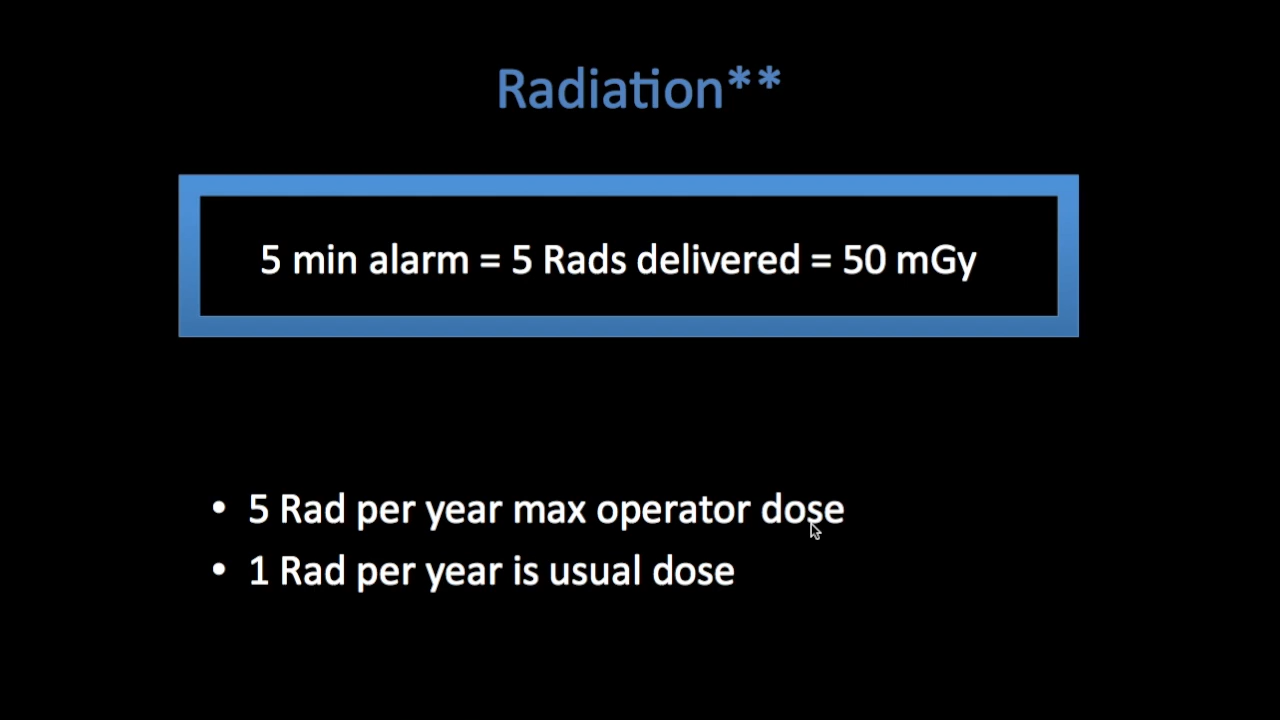 Radiation**
5 min alarm = 5 Rads delivered = 50 mGy
• 5 Rad per year max operator dose
• 1 Rad per year is usual dose